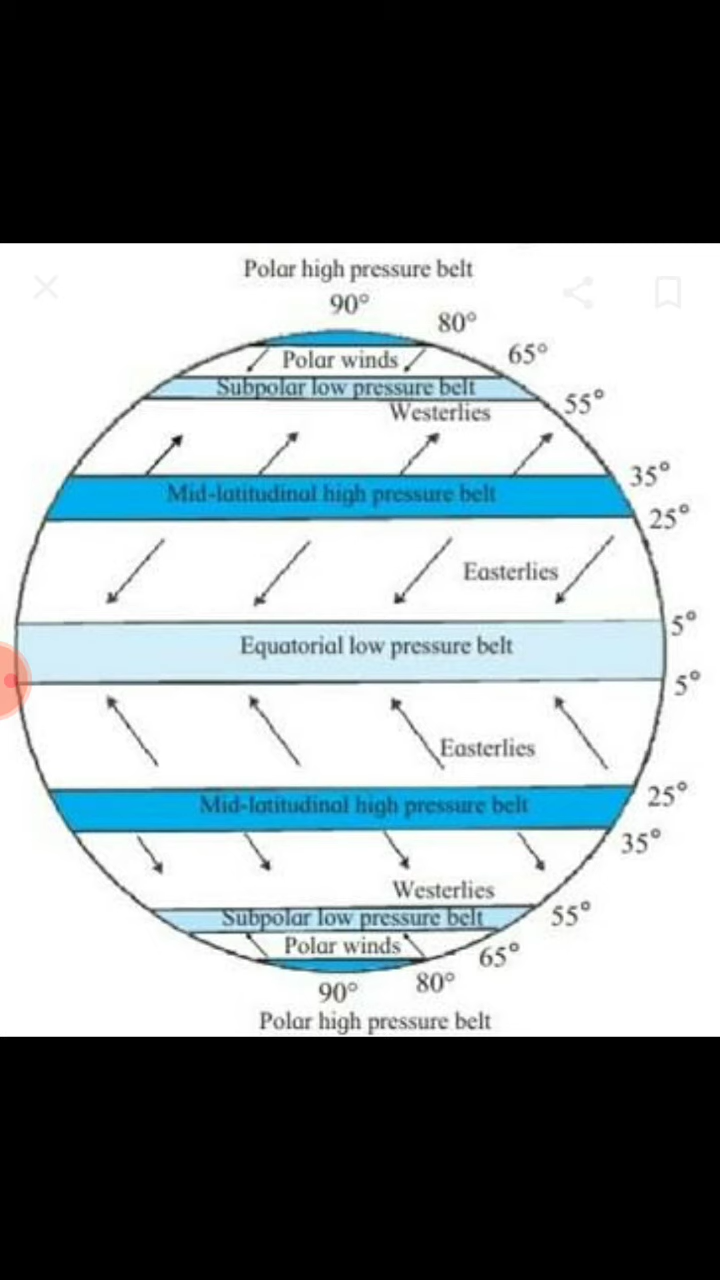 Polar high pressure belt
90°
80°
Polar winds
65°
Subpolar low pressure belt
55°
Westerlies
35°
Mid-latitudinal high pressure belt
25°
Easterlies
5°
Equatorial low pressure belt
5°
Easterlies
25°
Mid-latitudinal high pressure belt
35°
Westerlies
55°
Subpolar low pressure belt
Polar winds
65°
80°
90°
Polar high pressure belt